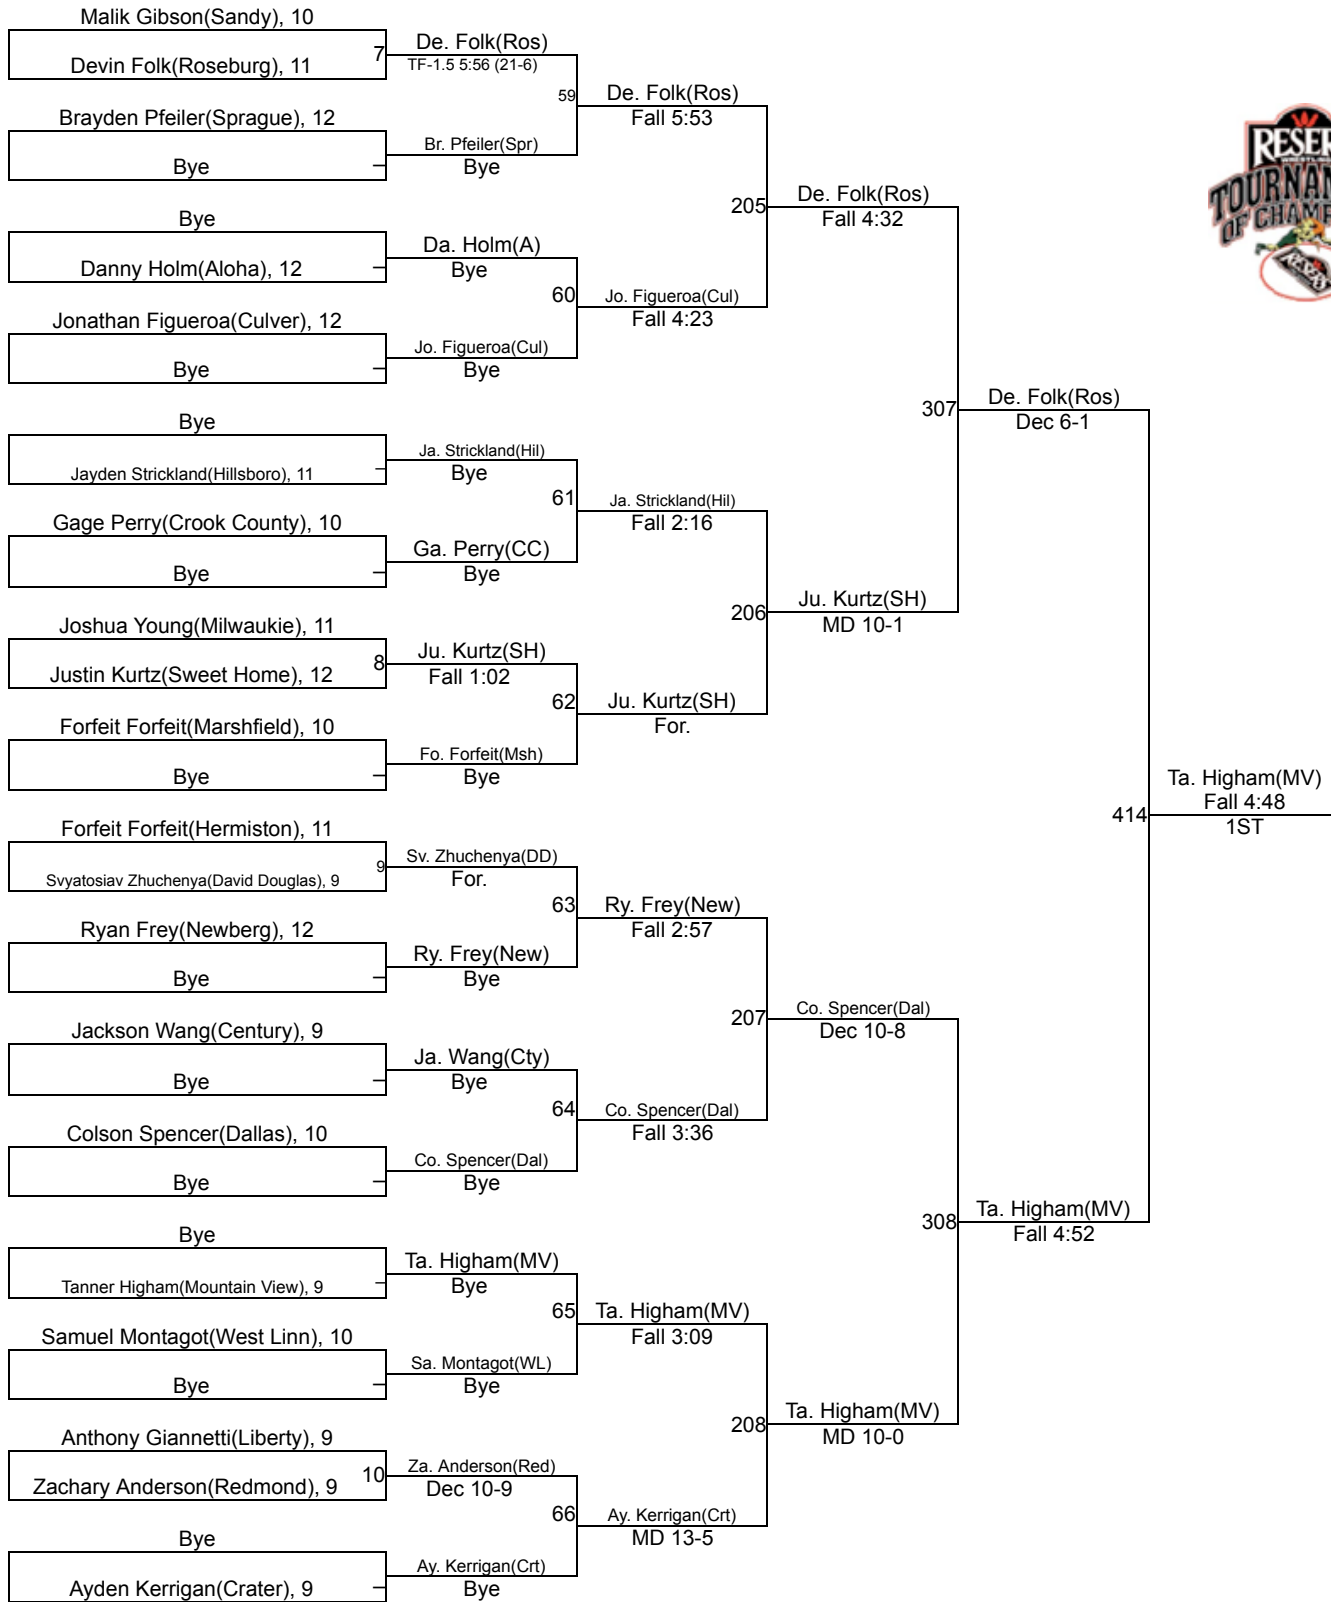 Malik Gibson(Sandy), 10
Devin Folk(Roseburg), 11
7
Brayden Pfeiler(Sprague), 12
Bye
–
Bye
Danny Holm(Aloha), 12
–
Jonathan Figueroa(Culver), 12
Bye
–
Bye
Jayden Strickland(Hillsboro), 11
–
Gage Perry(Crook County), 10
Bye
–
Joshua Young(Milwaukie), 11
Justin Kurtz(Sweet Home), 12
8
Forfeit Forfeit(Marshfield), 10
Bye
–
Forfeit Forfeit(Hermiston), 11
Svyatosiav Zhuchenya(David Douglas), 9
9
Ryan Frey(Newberg), 12
Bye
–
Jackson Wang(Century), 9
Bye
–
Colson Spencer(Dallas), 10
Bye
–
Bye
Tanner Higham(Mountain View), 9
–
Samuel Montagot(West Linn), 10
Bye
–
Anthony Giannetti(Liberty), 9
Zachary Anderson(Redmond), 9
10
Bye
Ayden Kerrigan(Crater), 9
–
De. Folk(Ros)
TF-1.5 5:56 (21-6)
59
Br. Pfeiler(Spr)
Bye
Da. Holm(A)
Bye
60
Jo. Figueroa(Cul)
Bye
Ja. Strickland(Hil)
Bye
61
Ga. Perry(CC)
Bye
Ju. Kurtz(SH)
Fall 1:02
62
Fo. Forfeit(Msh)
Bye
Sv. Zhuchenya(DD)
For.
63
Ry. Frey(New)
Bye
Ja. Wang(Cty)
Bye
64
Co. Spencer(Dal)
Bye
Ta. Higham(MV)
Bye
65
Sa. Montagot(WL)
Bye
Za. Anderson(Red)
Dec 10-9
66
Ay. Kerrigan(Crt)
Bye
De. Folk(Ros)
Fall 5:53
205
Jo. Figueroa(Cul)
Fall 4:23
Ja. Strickland(Hil)
Fall 2:16
206
Ju. Kurtz(SH)
For.
Ry. Frey(New)
Fall 2:57
207
Co. Spencer(Dal)
Fall 3:36
Ta. Higham(MV)
Fall 3:09
208
Ay. Kerrigan(Crt)
MD 13-5
De. Folk(Ros)
Fall 4:32
307
Ju. Kurtz(SH)
MD 10-1
Co. Spencer(Dal)
Dec 10-8
308
Ta. Higham(MV)
MD 10-0
De. Folk(Ros)
Dec 6-1
414
Ta. Higham(MV)
Fall 4:52
Ta. Higham(MV)
Fall 4:48
1ST
RESER
TOURNAM
OF CHAMP